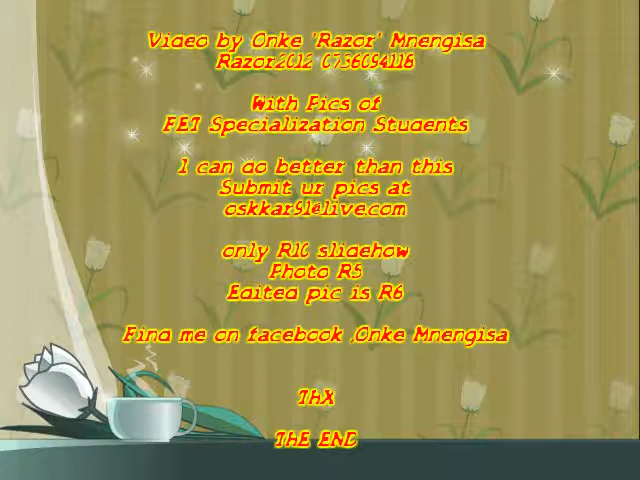 Video by Onke "Razor" Mnengisa
Razor2012 0736094118
With Pics of
FET Specialization Students
I can do better than this
Submit ur pics at
oskkar91@live.com
only R10 slidehow
Photo R5
Edited pic is R6
Find me on facebook ,Onke Mnengisa
THX
THE END